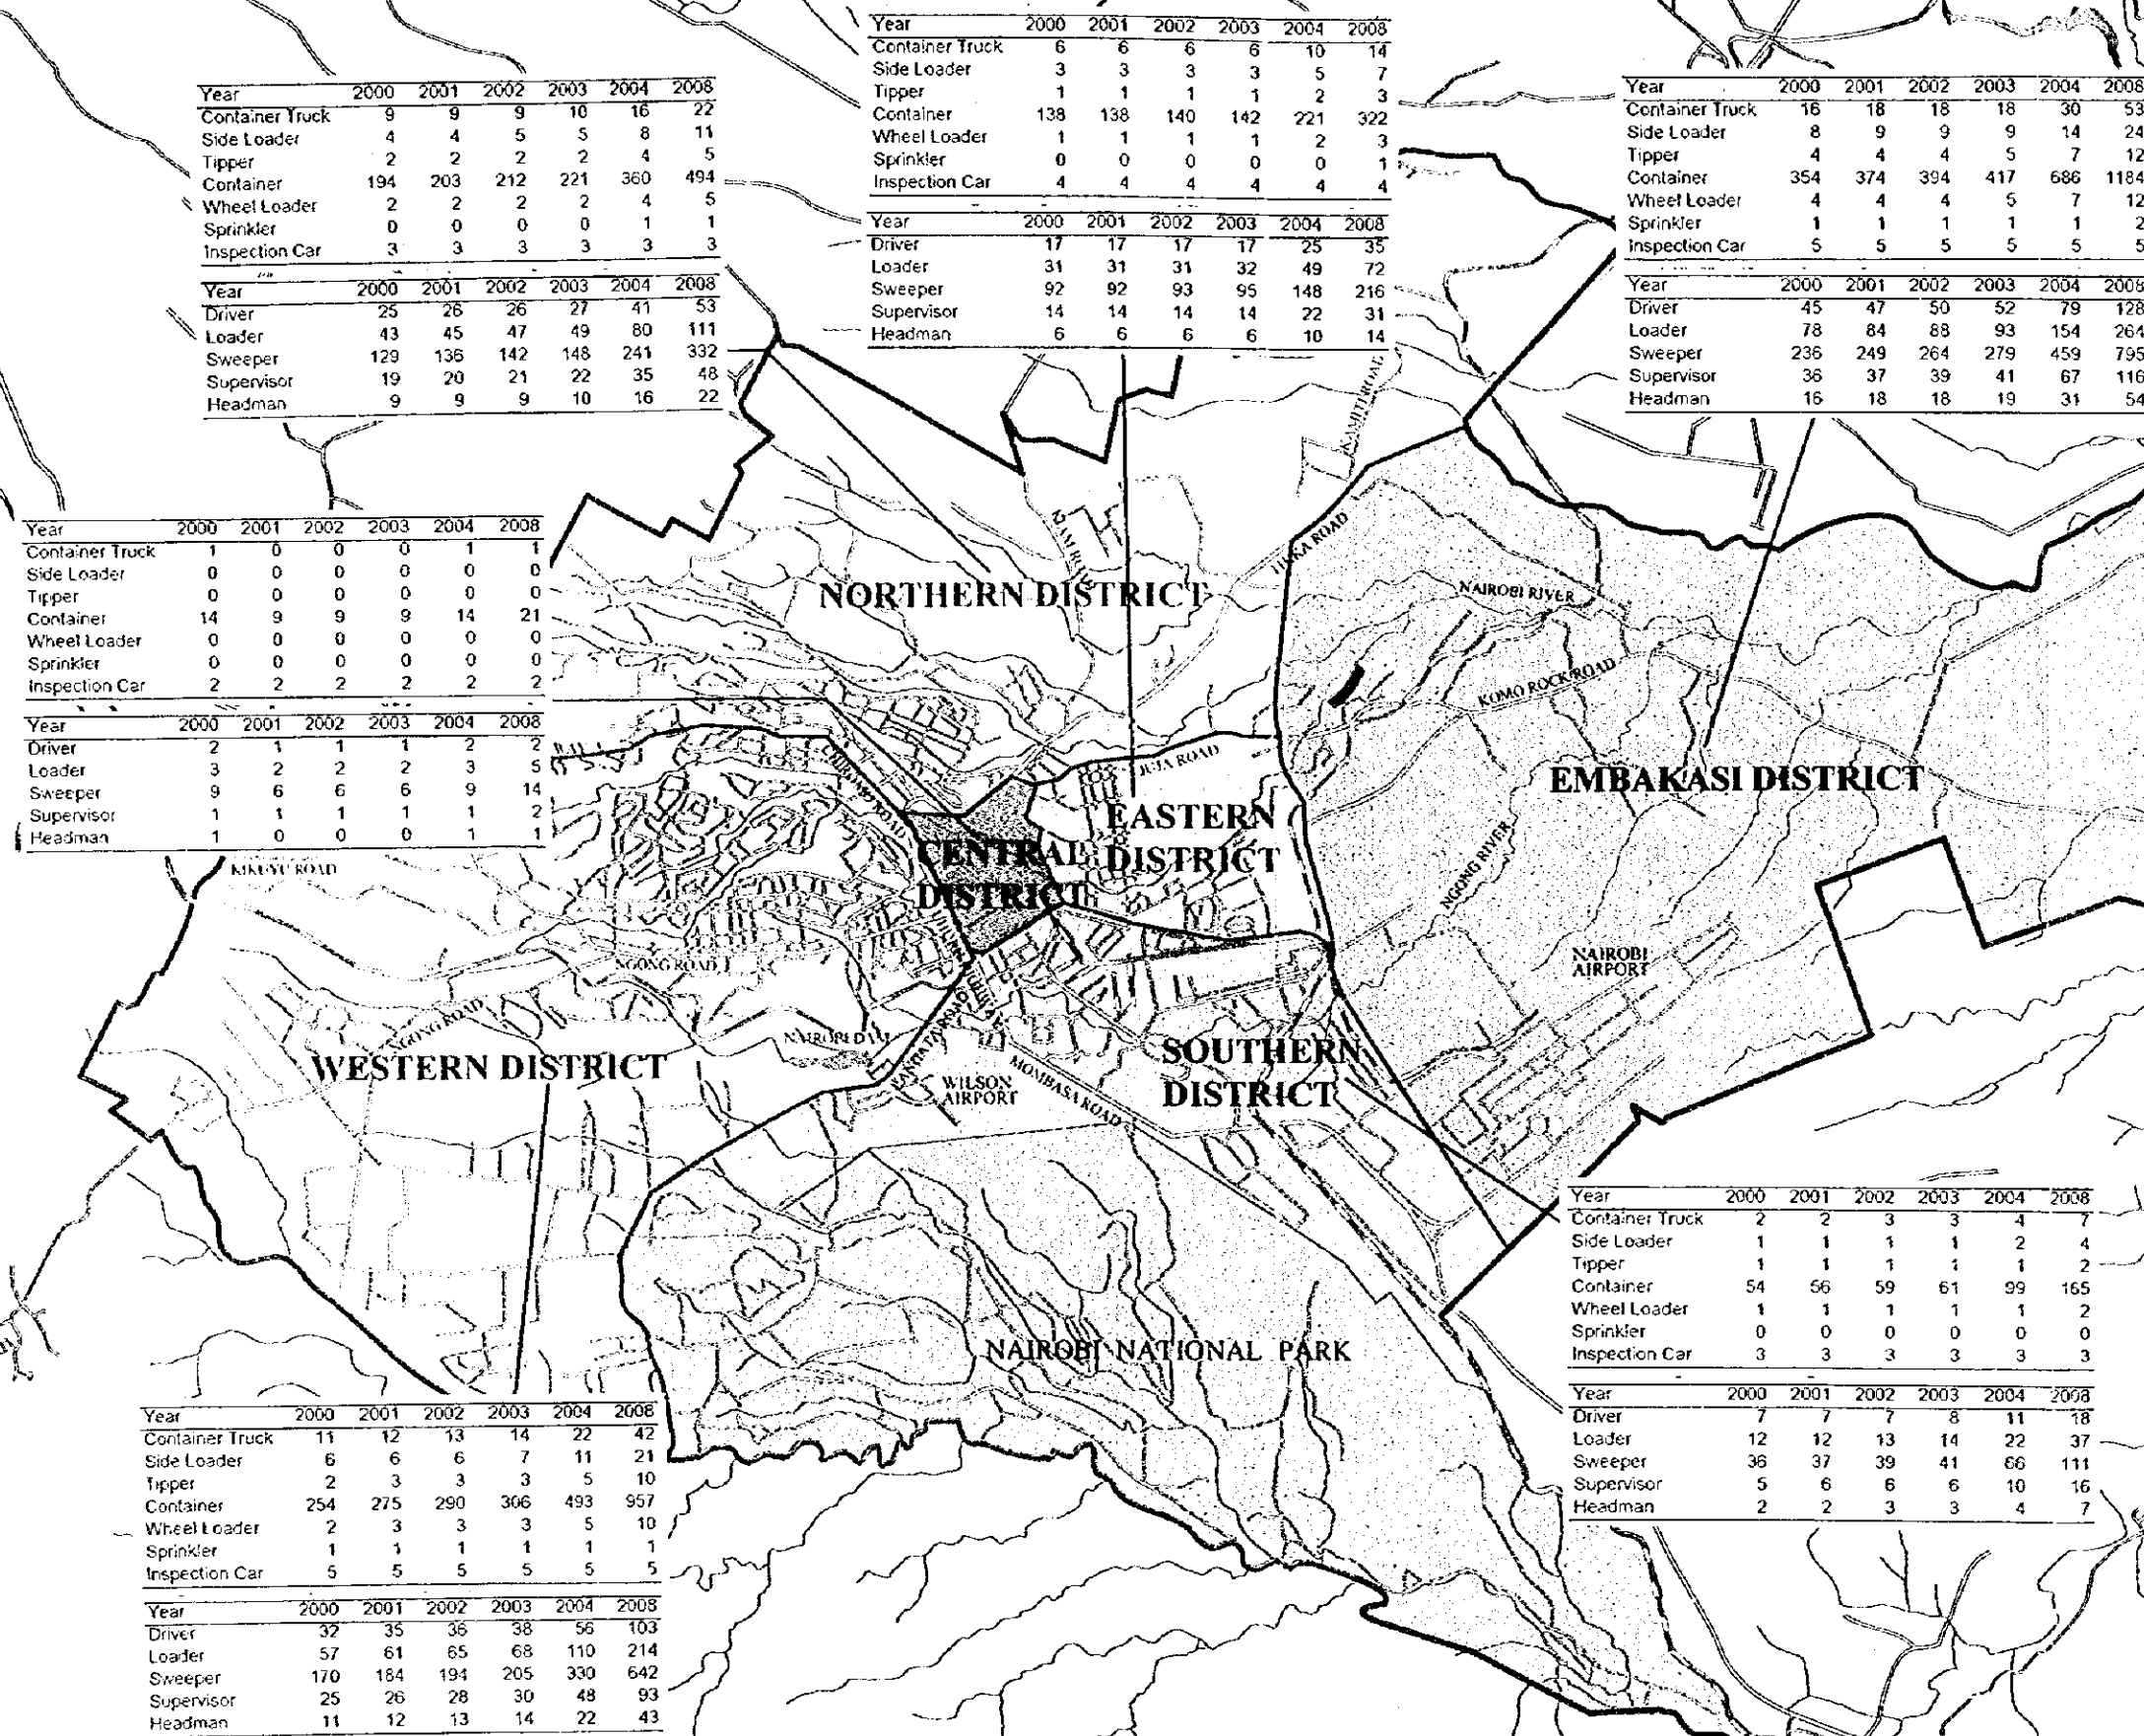 Year 2000 2001 2002 2003 2004 2008
Container Truck 6 6 6 6 10 14
Side Loader 3 3 3 3 5 7
Tipper 1 1 1 1 2 3
Container 138 138 140 142 221 322
Wheel Loader 1 1 1 1 2 3
Sprinkler 0 0 0 0 0 1
Inspection Car 4 4 4 4 4 4
Year 2000 2001 2002 2003 2004 2008
Driver 17 17 17 17 25 35
Loader 31 31 31 32 49 72
Sweeper 92 92 93 95 148 216
Supervisor 14 14 14 14 22 31
Headman 6 6 6 6 10 14
Year 2000 2001 2002 2003 2004 2008
Container Truck 9 9 9 10 16 22
Side Loader 4 4 5 5 8 11
Tipper 2 2 2 2 4 5
Container 194 203 212 221 360 494
Wheel Loader 2 2 2 2 4 5
Sprinkler 0 0 0 0 1 1
Inspection Car 3 3 3 3 3 3
Year 2000 2001 2002 2003 2004 2008
Driver 25 26 26 27 41 53
Loader 43 45 47 49 80 111
Sweeper 129 136 142 148 241 332
Supervisor 19 20 21 22 35 48
Headman 9 9 9 10 16 22
Year 2000 2001 2002 2003 2004 2008
Container Truck 16 18 18 18 30 53
Side Loader 8 9 9 9 14 24
Tipper 4 4 4 5 7 12
Container 354 374 394 417 686 1184
Wheel Loader 4 4 4 5 7 12
Sprinkler 1 1 1 1 1 2
Inspection Car 5 5 5 5 5 5
Year 2000 2001 2002 2003 2004 2008
Driver 45 47 50 52 79 128
Loader 78 84 88 93 154 264
Sweeper 236 249 264 279 459 795
Supervisor 36 37 39 41 67 116
Headman 16 18 18 19 31 54
Year 2000 2001 2002 2003 2004 2008
Container Truck 1 0 0 0 1 1
Side Loader 0 0 0 0 0 0
Tipper 0 0 0 0 0 0
Container 14 9 9 9 14 21
Wheel Loader 0 0 0 0 0 0
Sprinkler 0 0 0 0 0 0
Inspection Car 2 2 2 2 2 2
Year 2000 2001 2002 2003 2004 2008
Driver 2 1 1 1 2 2
Loader 3 2 2 2 3 5
Sweeper 9 6 6 6 9 14
Supervisor 1 1 1 1 1 2
Headman 1 0 0 0 1 1
KAMITI ROAD
THIKA ROAD
NORTHERN DISTRICT
NAIROBI RIVER
KOMO ROCK ROAD
WAY
CHIROMO ROAD
JUJA ROAD
EMBAKASI DISTRICT
EASTERN
DISTRICT
CENTRAL
DISTRICT
KIKUYU ROAD
NGONG RIVER
NGONG ROAD
NAIROBI
AIRPORT
NGONG ROAD
NAIROBI DAM
WESTERN DISTRICT
WILSON
AIRPORT
MOMBASA ROAD
SOUTHERN
DISTRICT
NAIROBI NATIONAL PARK
Year 2000 2001 2002 2003 2004 2008
Container Truck 2 2 3 3 4 7
Side Loader 1 1 1 1 2 4
Tipper 1 1 1 1 1 2
Container 54 56 59 61 99 165
Wheel Loader 1 1 1 1 1 2
Sprinkler 0 0 0 0 0 0
Inspection Car 3 3 3 3 3 3
Year 2000 2001 2002 2003 2004 2008
Driver 7 7 7 8 11 18
Loader 12 12 13 14 22 37
Sweeper 36 37 39 41 66 111
Supervisor 5 6 6 6 10 16
Headman 2 2 3 3 4 7
Year 2000 2001 2002 2003 2004 2008
Container Truck 11 12 13 14 22 42
Side Loader 6 6 6 7 11 21
Tipper 2 3 3 3 5 10
Container 254 275 290 306 493 957
Wheel Loader 2 3 3 3 5 10
Sprinkler 1 1 1 1 1 1
Inspection Car 5 5 5 5 5 5
Year 2000 2001 2002 2003 2004 2008
Driver 32 35 36 38 56 103
Loader 57 61 65 68 110 214
Sweeper 170 184 194 205 330 642
Supervisor 25 26 28 30 48 93
Headman 11 12 13 14 22 43